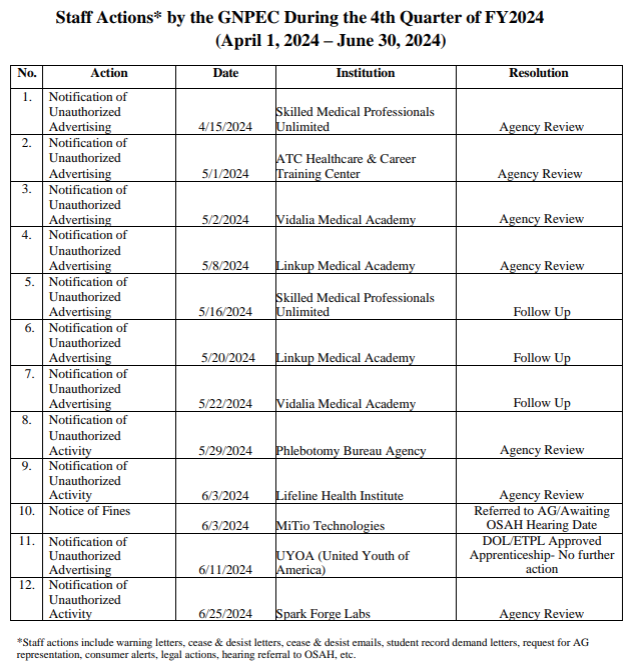 Staff Actions* by the GNPEC During the 4th Quarter of FY2024
(April 1, 2024 – June 30, 2024)
No. Action Date Institution Resolution
1. Notification of
Unauthorized Skilled Medical Professionals
Advertising 4/15/2024 Unlimited Agency Review
2. Notification of
Unauthorized ATC Healthcare & Career
Advertising 5/1/2024 Training Center Agency Review
3. Notification of
Unauthorized
Advertising 5/2/2024 Vidalia Medical Academy Agency Review
4. Notification of
Unauthorized
Advertising 5/8/2024 Linkup Medical Academy Agency Review
5. Notification of
Unauthorized Skilled Medical Professionals
Advertising 5/16/2024 Unlimited Follow Up
6. Notification of
Unauthorized
Advertising 5/20/2024 Linkup Medical Academy Follow Up
7. Notification of
Unauthorized
Advertising 5/22/2024 Vidalia Medical Academy Follow Up
8. Notification of
Unauthorized
Activity 5/29/2024 Phlebotomy Bureau Agency Agency Review
9. Notification of
Unauthorized
Activity 6/3/2024 Lifeline Health Institute Agency Review
10. Notice of Fines Referred to AG/Awaiting
6/3/2024 MiTio Technologies OSAH Hearing Date
11. Notification of DOL/ETPL Approved
Unauthorized UYOA (United Youth of Apprenticeship- No further
Advertising 6/11/2024 America) action
12. Notification of
Unauthorized
Activity 6/25/2024 Spark Forge Labs Agency Review
*Staff actions include warning letters, cease & desist letters, cease & desist emails, student record demand letters, request for AG
representation, consumer alerts, legal actions, hearing referral to OSAH, etc.